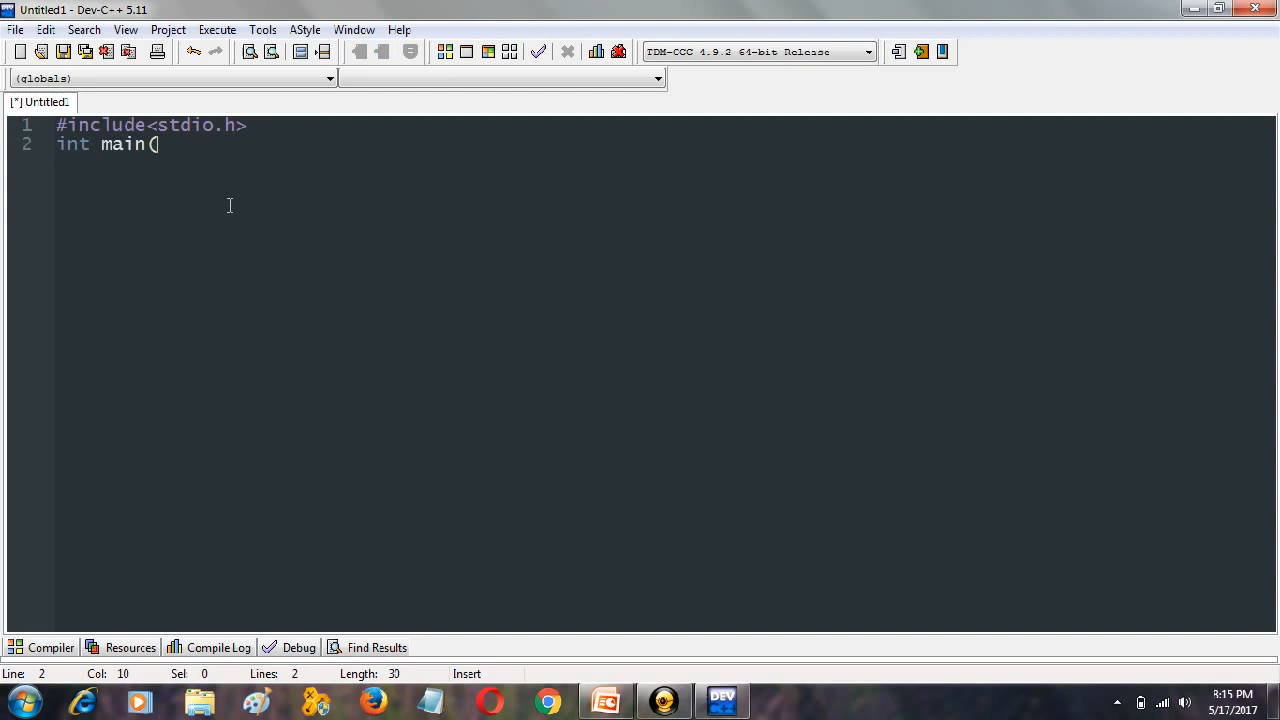 Untitled1 - Dev-C++ 5.11
File Edit Search View Project Execute Tools AStyle Window Help
TDM-GCC 4.9.2 64-bit Release
(globals)
[*] Untitled1
1 #include<stdio.h>
2 int main(
Compiler Resources Compile Log Debug Find Results
Line: 2 Col: 10 Sel: 0 Lines: 2 Length: 30 Insert
DEV C++
8:15 PM
5/17/2017